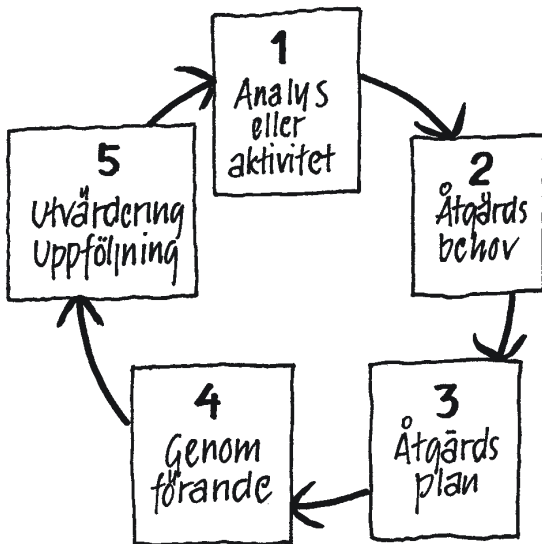 1
Analys
eller
aktivitet
2
Åtgärds
behov
3
Åtgärds
plan
4
Genom
förande
5
Utvärdering
Uppföljning